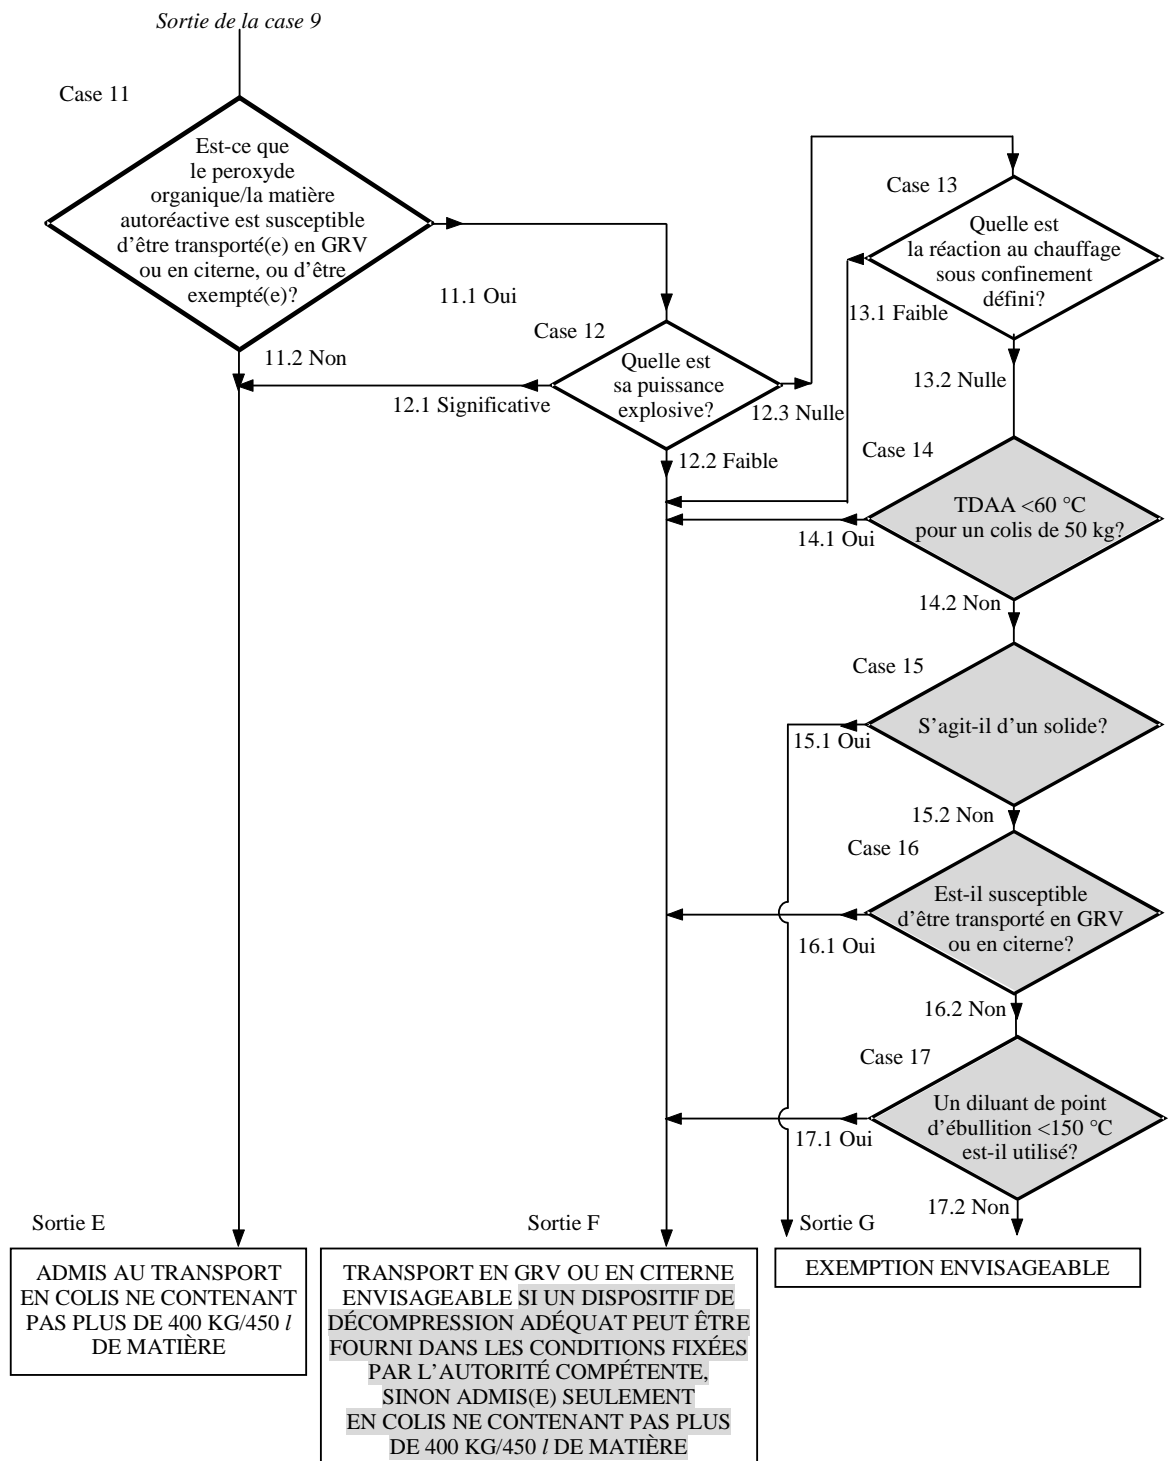 Sortie de la case 9
Case 11
Est-ce que
le peroxyde
organique/la matière
autoréactive est susceptible
d’être transporté(e) en GRV
ou en citerne, ou d’être
exempté(e)?
11.1 Oui
11.2 Non
Case 12
Quelle est
sa puissance
explosive?
12.1 Significative
12.2 Faible
12.3 Nulle
Case 13
Quelle est
la réaction au chauffage
sous confinement
défini?
13.1 Faible
13.2 Nulle
Case 14
TDAA <60 °C
pour un colis de 50 kg?
14.1 Oui
14.2 Non
Case 15
S’agit-il d’un solide?
15.1 Oui
15.2 Non
Case 16
Est-il susceptible
d’être transporté en GRV
ou en citerne?
16.1 Oui
16.2 Non
Case 17
Un diluant de point
d’ébullition <150 °C
est-il utilisé?
17.1 Oui
17.2 Non
Sortie E
ADMIS AU TRANSPORT
EN COLIS NE CONTENANT
PAS PLUS DE 400 KG/450 l
DE MATIÈRE
Sortie F
TRANSPORT EN GRV OU EN CITERNE
ENVISAGEABLE SI UN DISPOSITIF DE
DÉCOMPRESSION ADÉQUAT PEUT ÊTRE
FOURNI DANS LES CONDITIONS FIXÉES
PAR L’AUTORITÉ COMPÉTENTE,
SINON ADMIS(E) SEULEMENT
EN COLIS NE CONTENANT PAS PLUS
DE 400 KG/450 l DE MATIÈRE
Sortie G
EXEMPTION ENVISAGEABLE